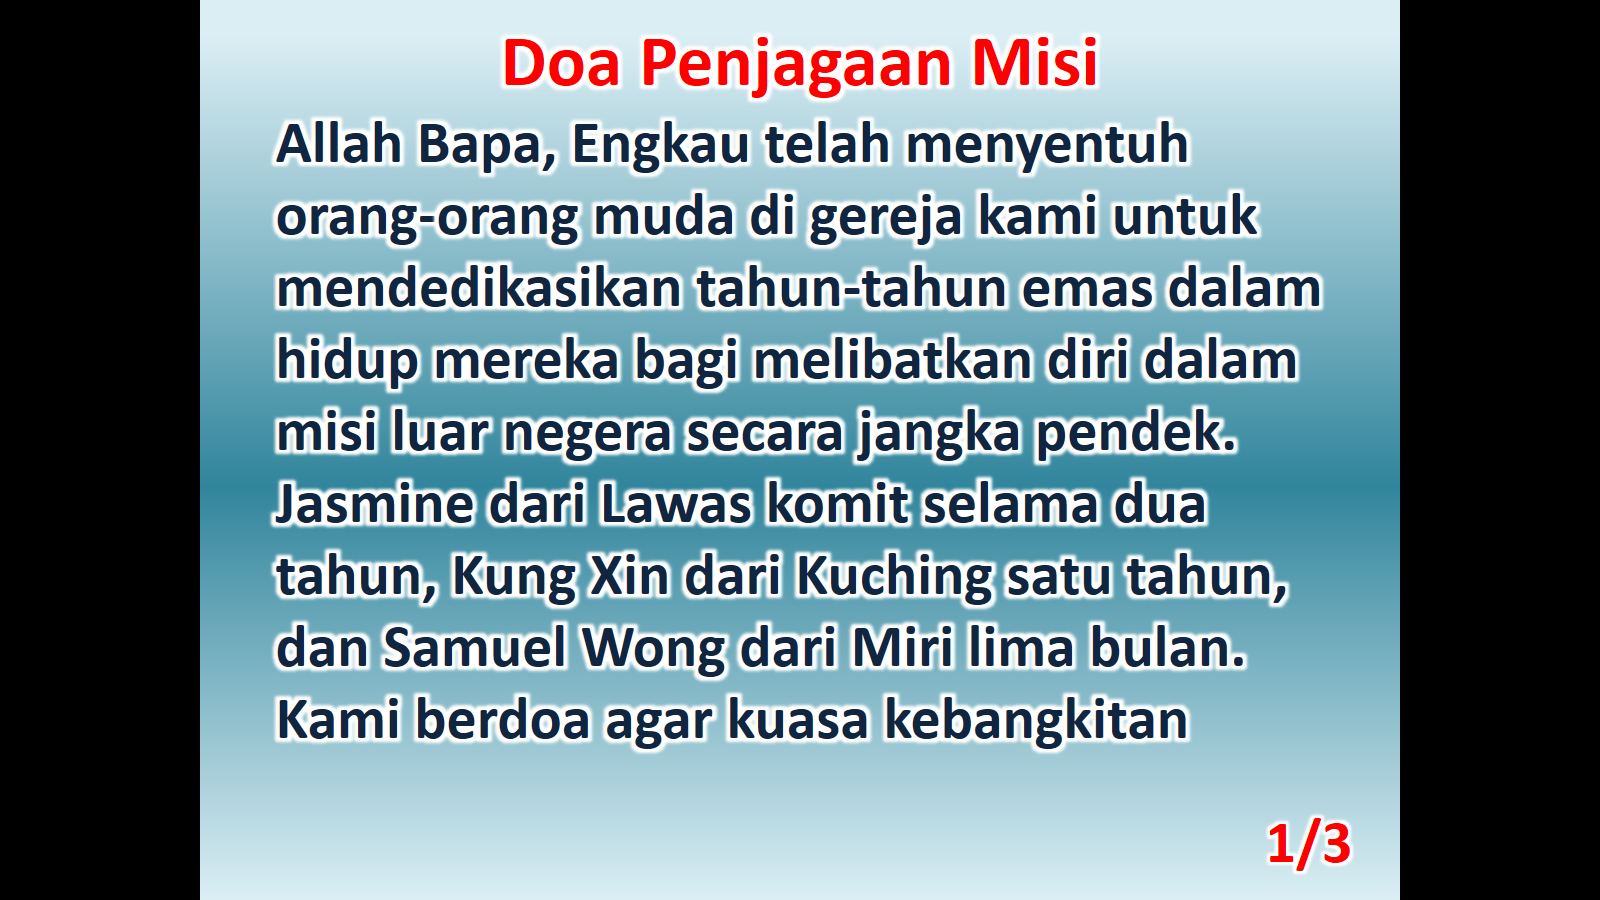 Doa Penjagaan Misi
Allah Bapa, Engkau telah menyentuh
orang-orang muda di gereja kami untuk
mendedikasikan tahun-tahun emas dalam
hidup mereka bagi melibatkan diri dalam
misi luar negera secara jangka pendek.
Jasmine dari Lawas komit selama dua
tahun, Kung Xin dari Kuching satu tahun,
dan Samuel Wong dari Miri lima bulan.
Kami berdoa agar kuasa kebangkitan
1/3